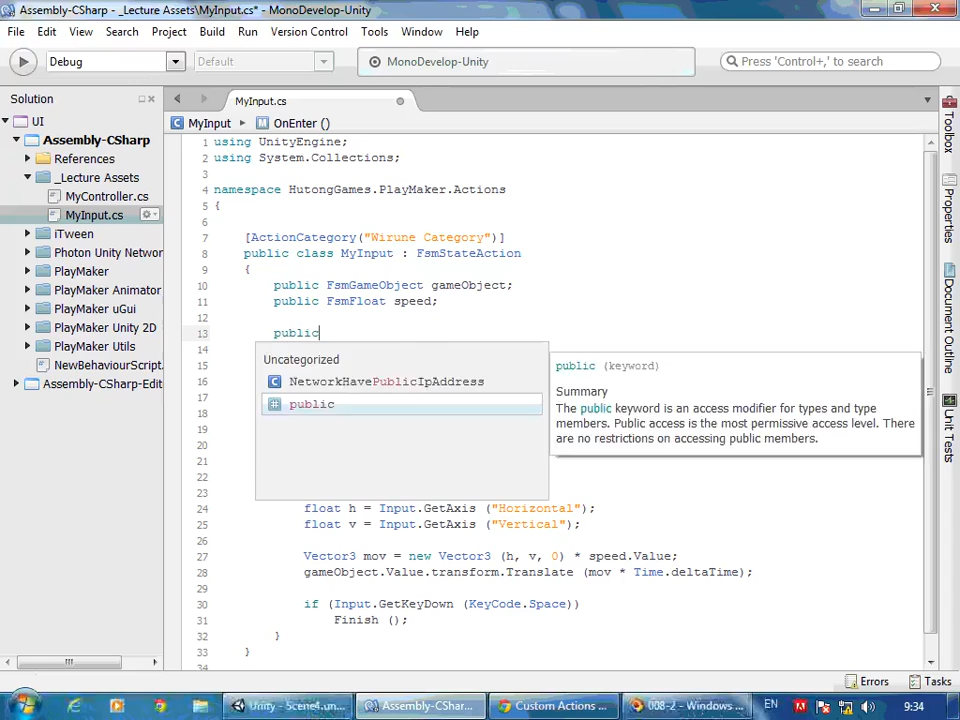 Assembly-CSharp - _Lecture Assets\MyInput.cs* - MonoDevelop-Unity
File Edit View Search Project Build Run Version Control Tools Window Help
Debug
Default
MonoDevelop-Unity
Press 'Control+,' to search
Solution
MyInput.cs
UI
MyInput
OnEnter ()
Assembly-CSharp
References
_Lecture Assets
MyController.cs
MyInput.cs
iTween
Photon Unity Networ
PlayMaker
PlayMaker Animator
PlayMaker uGui
PlayMaker Unity 2D
PlayMaker Utils
NewBehaviourScript.
Assembly-CSharp-Edit
1 using UnityEngine;
2 using System.Collections;
3
4 namespace HutongGames.PlayMaker.Actions
5 {
6
7 [ActionCategory("Wirune Category")]
8 public class MyInput : FsmStateAction
9 {
10 public FsmGameObject gameObject;
11 public FsmFloat speed;
12
13 public
14
15
16
17
18
19
20
21
22
23
24 float h = Input.GetAxis ("Horizontal");
25 float v = Input.GetAxis ("Vertical");
26
27 Vector3 mov = new Vector3 (h, v, 0) * speed.Value;
28 gameObject.Value.transform.Translate (mov * Time.deltaTime);
29
30 if (Input.GetKeyDown (KeyCode.Space))
31 Finish ();
32 }
33 }
34
Uncategorized
NetworkHavePublicIpAddress
public
public (keyword)
Summary
The public keyword is an access modifier for types and type
members. Public access is the most permissive access level. There
are no restrictions on accessing public members.
Toolbox
Properties
Document Outline
Unit Tests
Errors
Tasks
Unity - Scene4.un...
Assembly-CShar...
Custom Actions ...
008-2 - Windows ...
EN
9:34